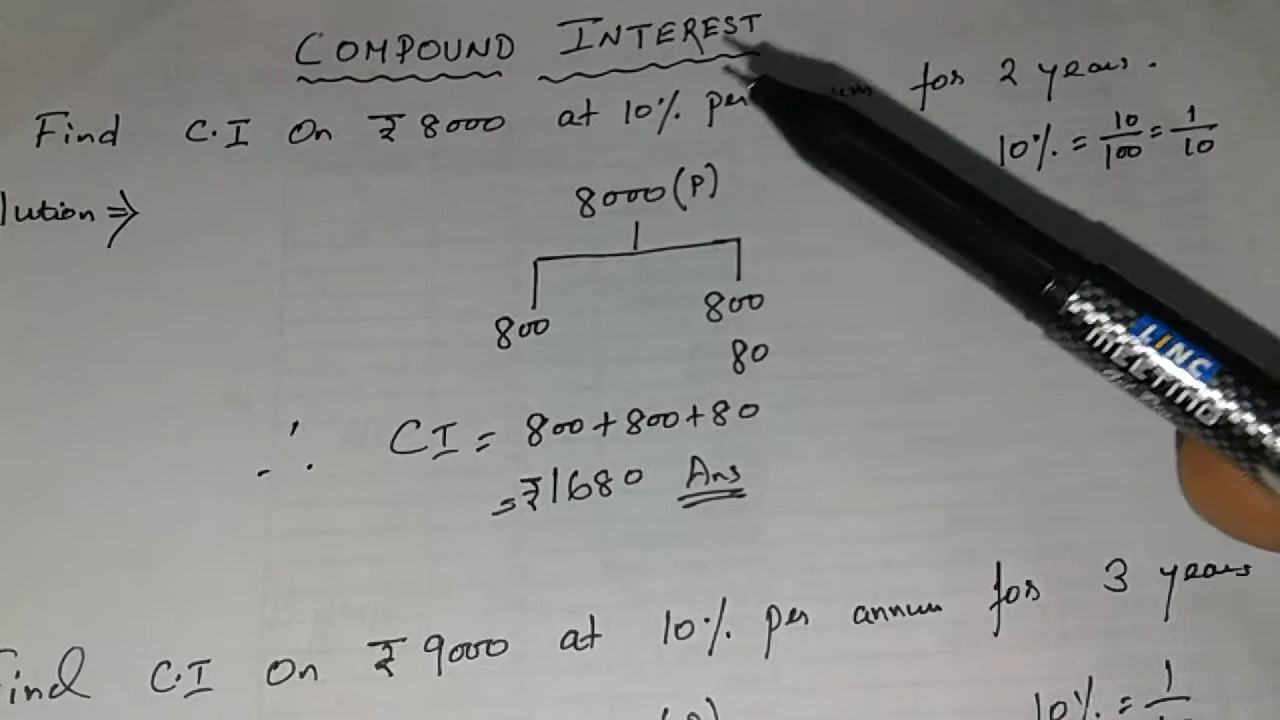 COMPOUND INTEREST
Find C.I On ₹ 8000 at 10% per for 2 years.
10% = 10/100 = 1/10
lution ⇒
8000 (P)
800 800
80
∴ CI = 800 + 800 + 80
= ₹1680 Ans
LINC
MEETING
Find C.I On ₹ 9000 at 10% per annum for 3 years
10% = 1